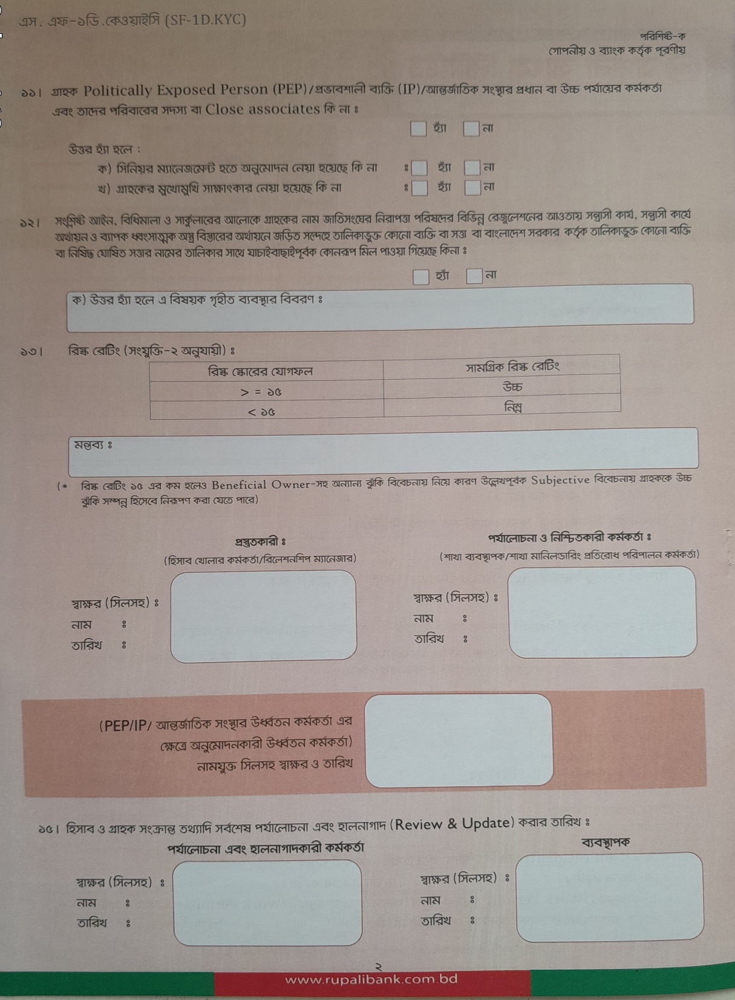 এস. এফ-১ডি.কেওয়াইসি (SF-1D.KYC)
পরিশিষ্ট-ক
গোপনীয় ও ব্যাংক কর্তৃক পূরণীয়
১১। গ্রাহক Politically Exposed Person (PEP)/প্রভাবশালী ব্যক্তি (IP)/আন্তর্জাতিক সংস্থার প্রধান বা উচ্চ পর্যায়ের কর্মকর্তা
এবং তাদের পরিবারের সদস্য বা Close associates কি না ঃ
হ্যাঁ না
উত্তর হ্যাঁ হলে :
ক) সিনিয়র ম্যানেজমেন্ট হতে অনুমোদন নেয়া হয়েছে কি না ঃ হ্যাঁ না
খ) গ্রাহকের মুখোমুখি সাক্ষাৎকার নেয়া হয়েছে কি না ঃ হ্যাঁ না
১২। সংশ্লিষ্ট আইন, বিধিমালা ও সার্কুলারের আলোকে গ্রাহকের নাম জাতিসংঘের নিরাপত্তা পরিষদের বিভিন্ন রেজুলেশনের আওতায় সন্ত্রাসী কার্য, সন্ত্রাসী কার্যে
অর্থায়ন ও ব্যাপক ধ্বংসাত্মক অস্ত্র বিস্তারের অর্থায়নে জড়িত সন্দেহে তালিকাভুক্ত কোনো ব্যক্তি বা সত্তা বা বাংলাদেশ সরকার কর্তৃক তালিকাভুক্ত কোনো ব্যক্তি
বা নিষিদ্ধ ঘোষিত সত্তার নামের তালিকার সাথে যাচাইবাছাইপূর্বক কোনরূপ মিল পাওয়া গিয়েছে কিনা ঃ
হ্যাঁ না
ক) উত্তর হ্যাঁ হলে এ বিষয়ক গৃহীত ব্যবস্থার বিবরণ ঃ
১৩। রিস্ক রেটিং (সংযুক্তি-২ অনুযায়ী) ঃ
রিস্ক স্কোরের যোগফল সামগ্রিক রিস্ক রেটিং
> = ১৫ উচ্চ
< ১৫ নিম্ন
মন্তব্য ঃ
(* রিস্ক রেটিং ১৫ এর কম হলেও Beneficial Owner-সহ অন্যান্য ঝুঁকি বিবেচনায় নিয়ে কারণ উল্লেখপূর্বক Subjective বিবেচনায় গ্রাহককে উচ্চ
ঝুঁকি সম্পন্ন হিসেবে নিরূপণ করা যেতে পারে)
প্রস্তুতকারী ঃ পর্যালোচনা ও নিশ্চিতকারী কর্মকর্তা ঃ
(হিসাব খোলার কর্মকর্তা/রিলেশনশিপ ম্যানেজার) (শাখা ব্যবস্থাপক/শাখা মানিলন্ডারিং প্রতিরোধ পরিপালন কর্মকর্তা)
স্বাক্ষর (সিলসহ) ঃ স্বাক্ষর (সিলসহ) ঃ
নাম ঃ নাম ঃ
তারিখ ঃ তারিখ ঃ
(PEP/IP/ আন্তর্জাতিক সংস্থার উর্ধ্বতন কর্মকর্তা এর
ক্ষেত্রে অনুমোদনকারী উর্ধ্বতন কর্মকর্তা)
নামযুক্ত সিলসহ স্বাক্ষর ও তারিখ
১৫। হিসাব ও গ্রাহক সংক্রান্ত তথ্যাদি সর্বশেষ পর্যালোচনা এবং হালনাগাদ (Review & Update) করার তারিখ ঃ
পর্যালোচনা এবং হালনাগাদকারী কর্মকর্তা ব্যবস্থাপক
স্বাক্ষর (সিলসহ) ঃ স্বাক্ষর (সিলসহ) ঃ
নাম ঃ নাম ঃ
তারিখ ঃ তারিখ ঃ
২
www.rupalibank.com.bd